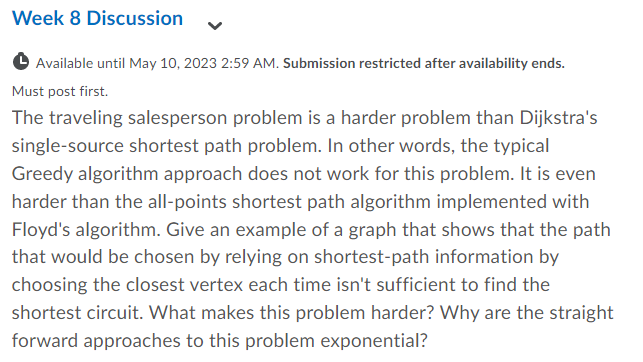 Week 8 Discussion
Available until May 10, 2023 2:59 AM. Submission restricted after availability ends.
Must post first.
The traveling salesperson problem is a harder problem than Dijkstra's
single-source shortest path problem. In other words, the typical
Greedy algorithm approach does not work for this problem. It is even
harder than the all-points shortest path algorithm implemented with
Floyd's algorithm. Give an example of a graph that shows that the path
that would be chosen by relying on shortest-path information by
choosing the closest vertex each time isn't sufficient to find the
shortest circuit. What makes this problem harder? Why are the straight
forward approaches to this problem exponential?